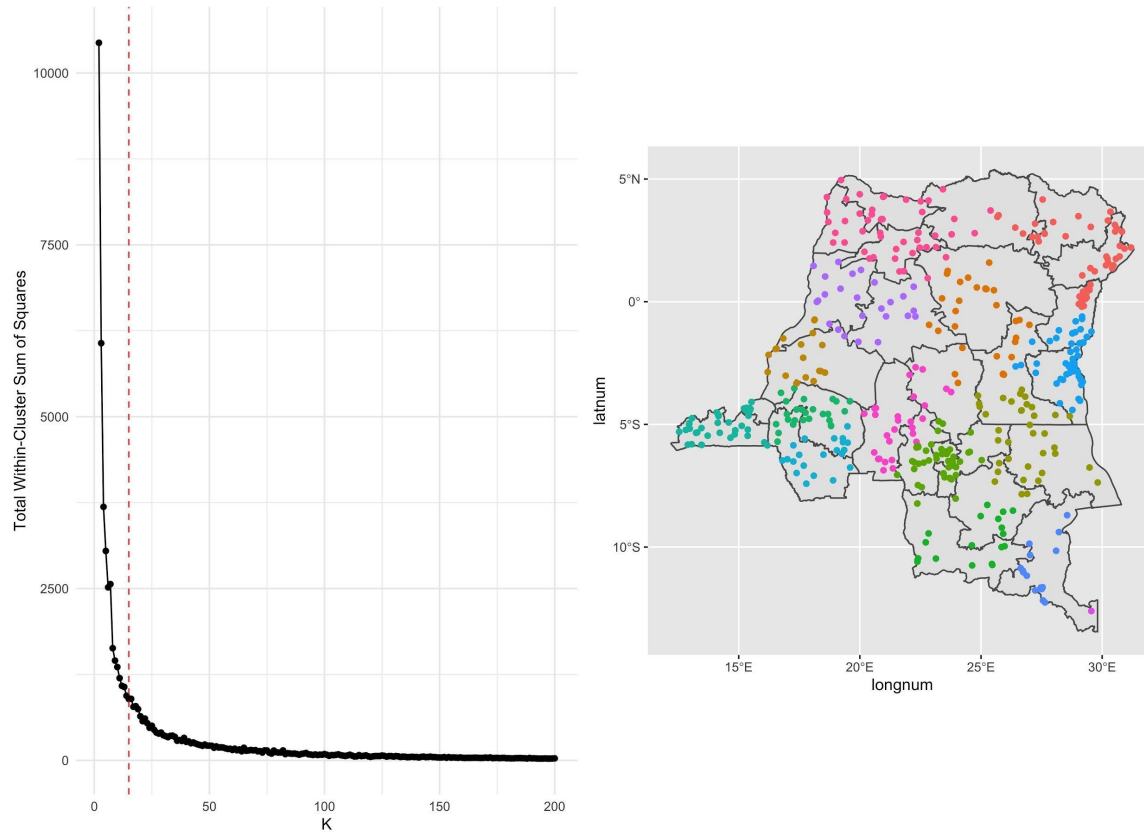 10000
7500
5000
2500
0
Total Within-Cluster Sum of Squares
0
50
100
150
200
K
5°N
0°
5°S
10°S
latnum
15°E
20°E
25°E
30°E
longnum